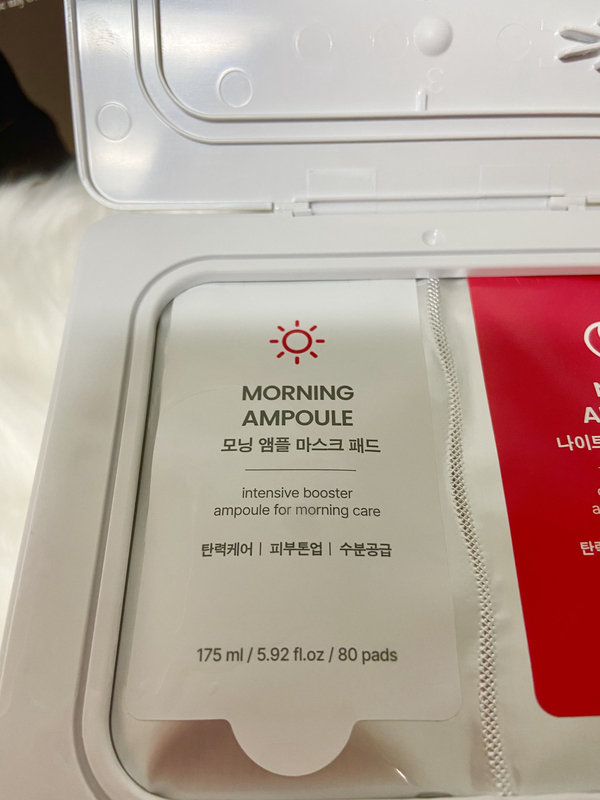 MORNING
AMPOULE
모닝 앰플 마스크 패드
intensive booster
ampoule for morning care
탄력케어 | 피부톤업 | 수분공급
175 ml / 5.92 fl.oz / 80 pads
나이트